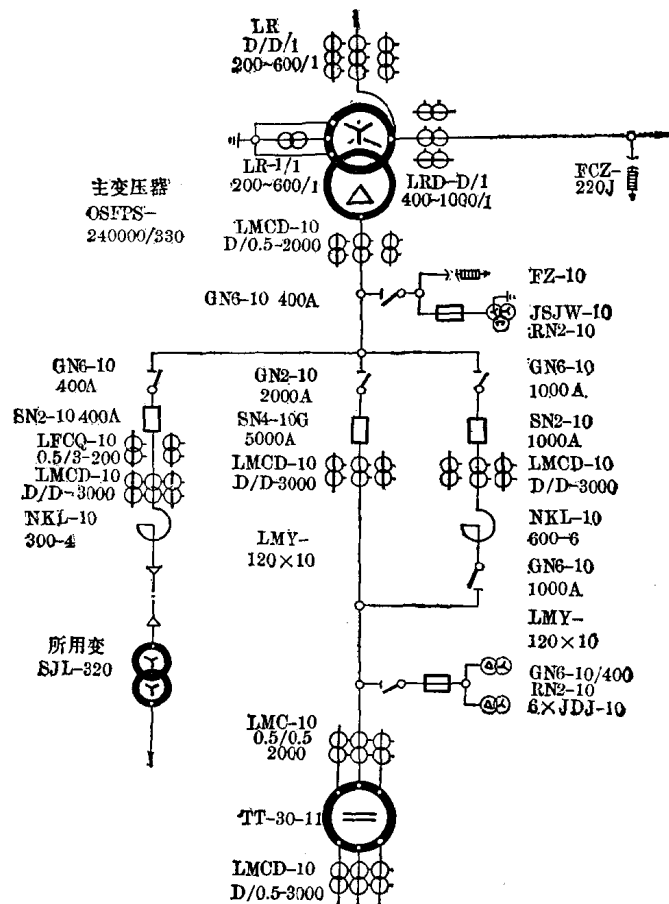 LR
D/D/1
200~600/1
LR-1/1
200~600/1
LRD-D/1
400-1000/1
FCZ-
220J
主变压器
OSFPS-
240000/330
LMCD-10
D/0.5-2000
GN6-10 400A
FZ-10
JSJW-10
RN2-10
GN6-10
400A
GN2-10
2000A
GN6-10
1000A
SN2-10 400A
SN4-10G
5000A
SN2-10
1000A
LFCQ-10
0.5/3-200
LMCD-10
D/D-3000
LMCD-10
D/D-3000
LMCD-10
D/D-3000
NKL-10
300-4
NKL-10
600-6
LMY-
120×10
GN6-10
1000A
LMY-
120×10
所用变
SJL-320
GN6-10/400
RN2-10
6×JDJ-10
LMC-10
0.5/0.5
2000
TT-30-11
LMCD-10
D/0.5-3000